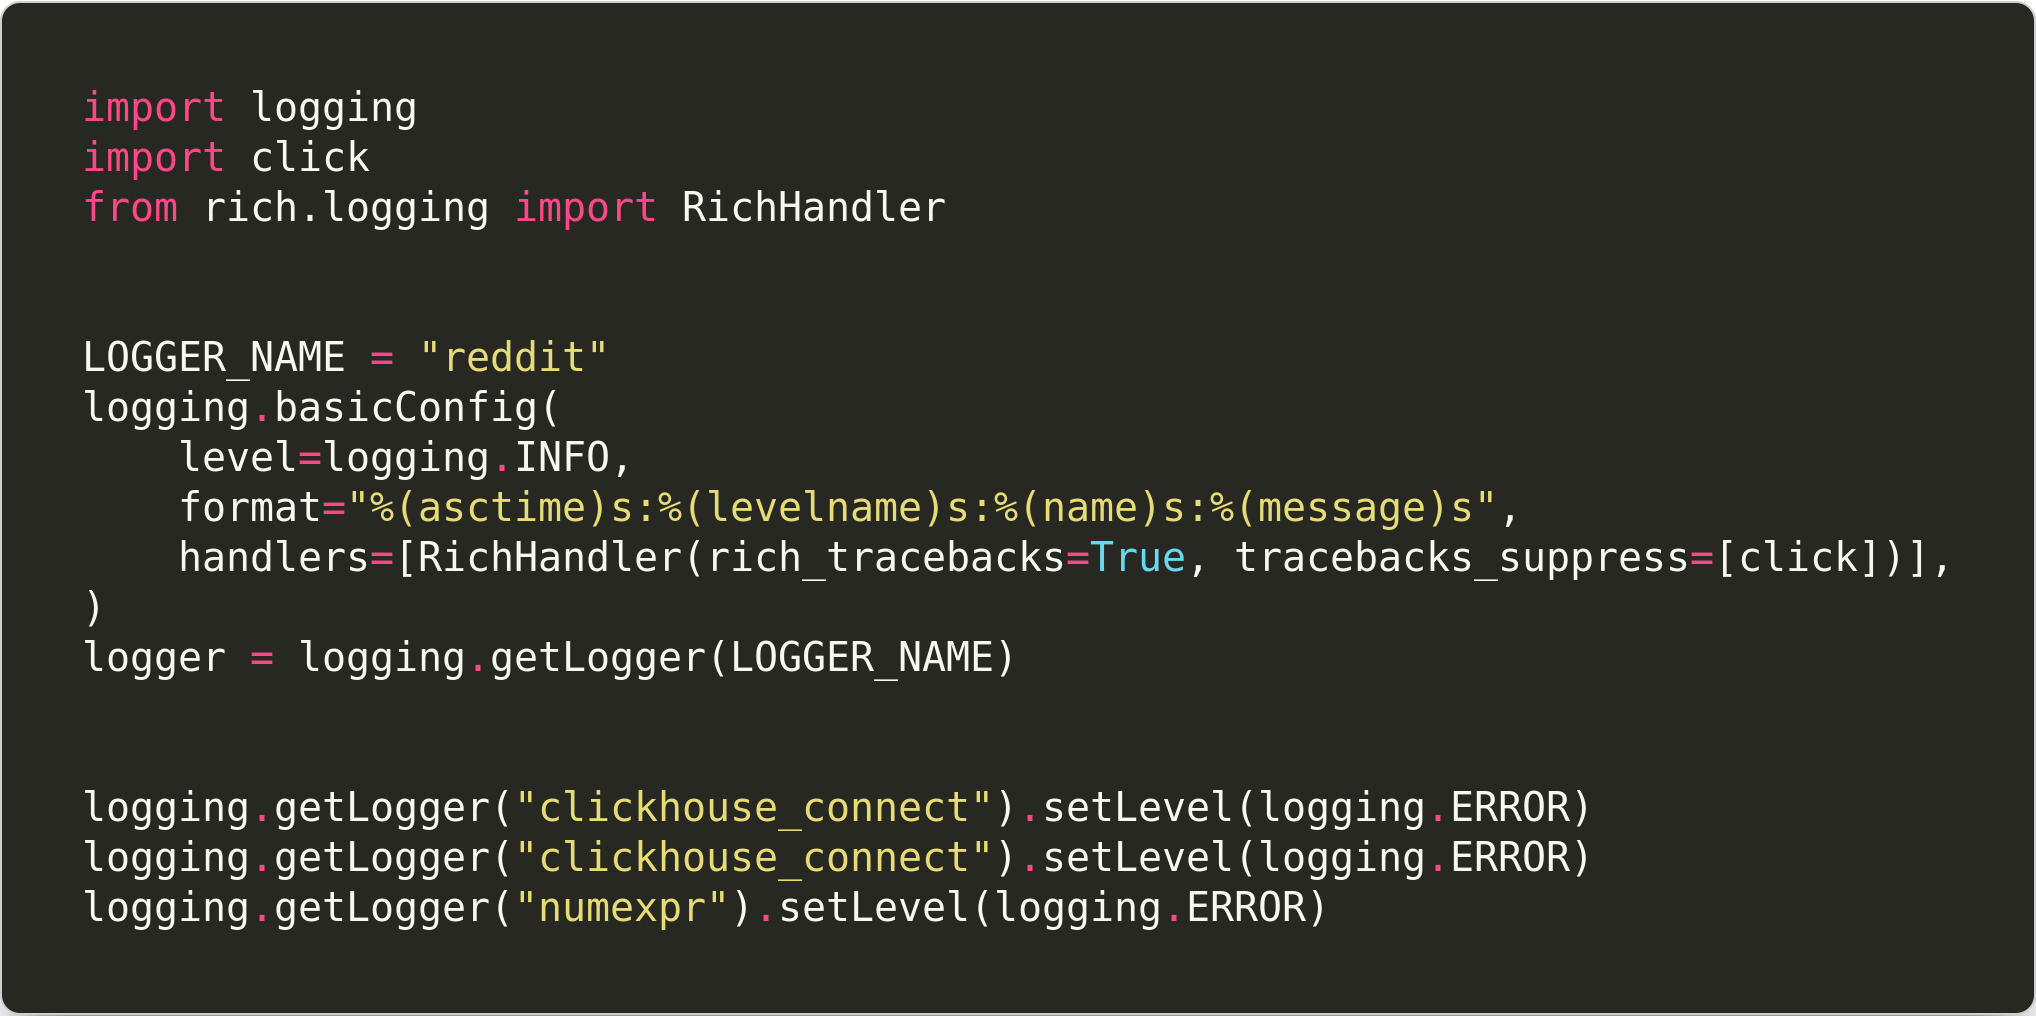 import logging
import click
from rich.logging import RichHandler
LOGGER_NAME = "reddit"
logging.basicConfig(
    level=logging.INFO,
    format="%(asctime)s:%(levelname)s:%(name)s:%(message)s",
    handlers=[RichHandler(rich_tracebacks=True, tracebacks_suppress=[click])],
)
logger = logging.getLogger(LOGGER_NAME)
logging.getLogger("clickhouse_connect").setLevel(logging.ERROR)
logging.getLogger("clickhouse_connect").setLevel(logging.ERROR)
logging.getLogger("numexpr").setLevel(logging.ERROR)